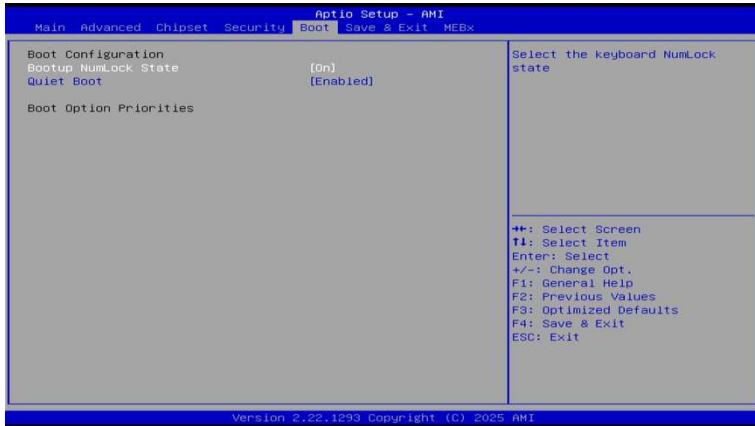 Aptio Setup – AMI
Main Advanced Chipset Security Boot Save & Exit MEBx
Boot Configuration
Bootup NumLock State [On]
Quiet Boot [Enabled]
Boot Option Priorities
Select the keyboard NumLock
state
→←: Select Screen
↑↓: Select Item
Enter: Select
+/-: Change Opt.
F1: General Help
F2: Previous Values
F3: Optimized Defaults
F4: Save & Exit
ESC: Exit
Version 2.22.1293 Copyright (C) 2025 AMI